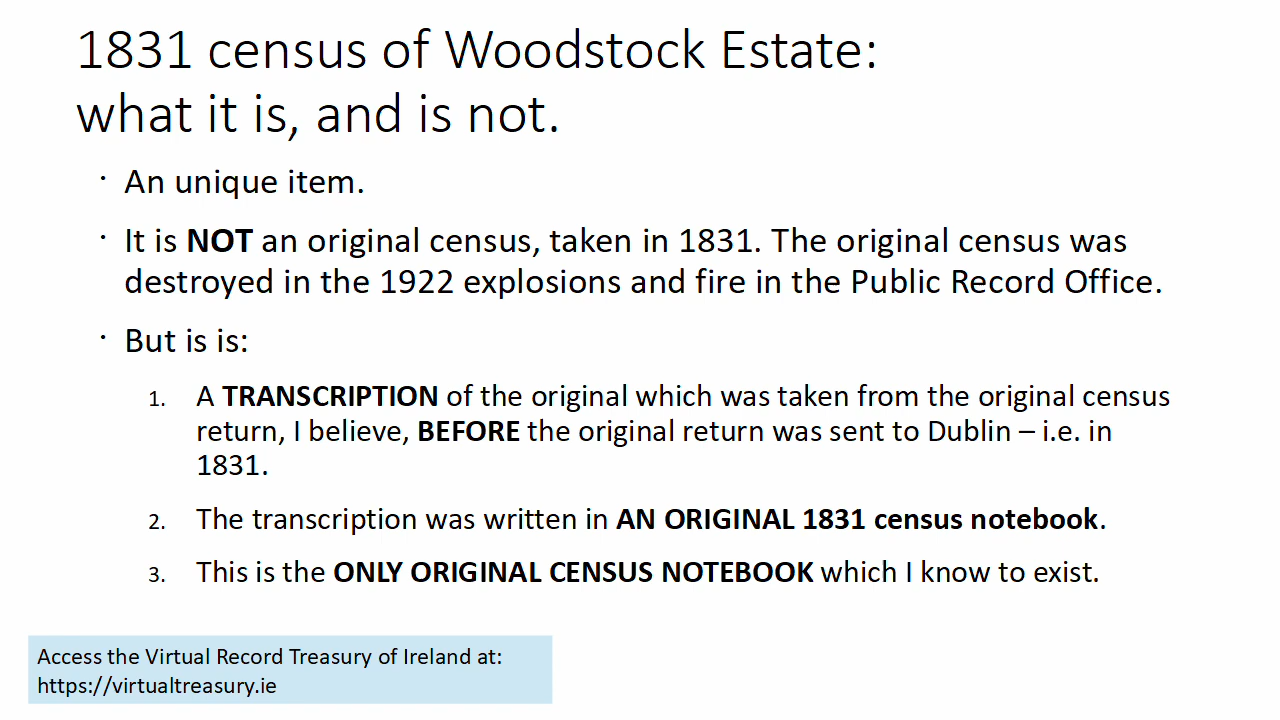 1831 census of Woodstock Estate:
what it is, and is not.
· An unique item.
· It is NOT an original census, taken in 1831. The original census was
destroyed in the 1922 explosions and fire in the Public Record Office.
· But is is:
1. A TRANSCRIPTION of the original which was taken from the original census
return, I believe, BEFORE the original return was sent to Dublin – i.e. in
1831.
2. The transcription was written in AN ORIGINAL 1831 census notebook.
3. This is the ONLY ORIGINAL CENSUS NOTEBOOK which I know to exist.
Access the Virtual Record Treasury of Ireland at:
https://virtualtreasury.ie